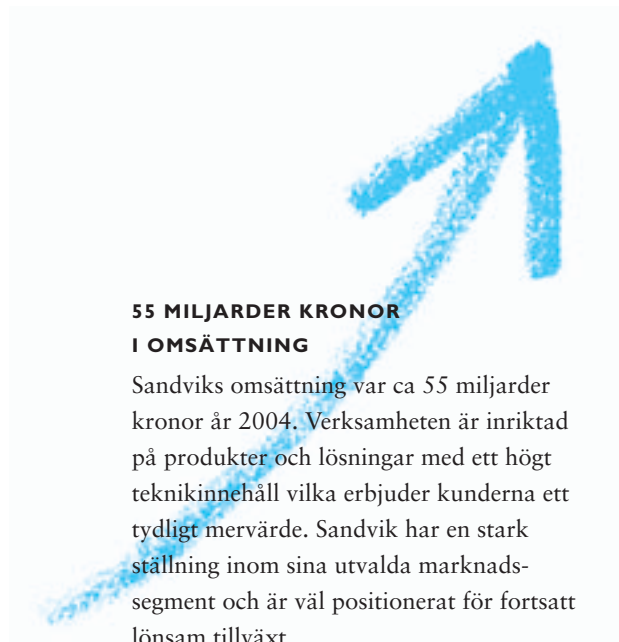 55 MILJARDER KRONOR
I OMSÄTTNING
Sandviks omsättning var ca 55 miljarder
kronor år 2004. Verksamheten är inriktad
på produkter och lösningar med ett högt
teknikinnehåll vilka erbjuder kunderna ett
tydligt mervärde. Sandvik har en stark
ställning inom sina utvalda marknads-
segment och är väl positionerat för fortsatt
lönsam tillväxt